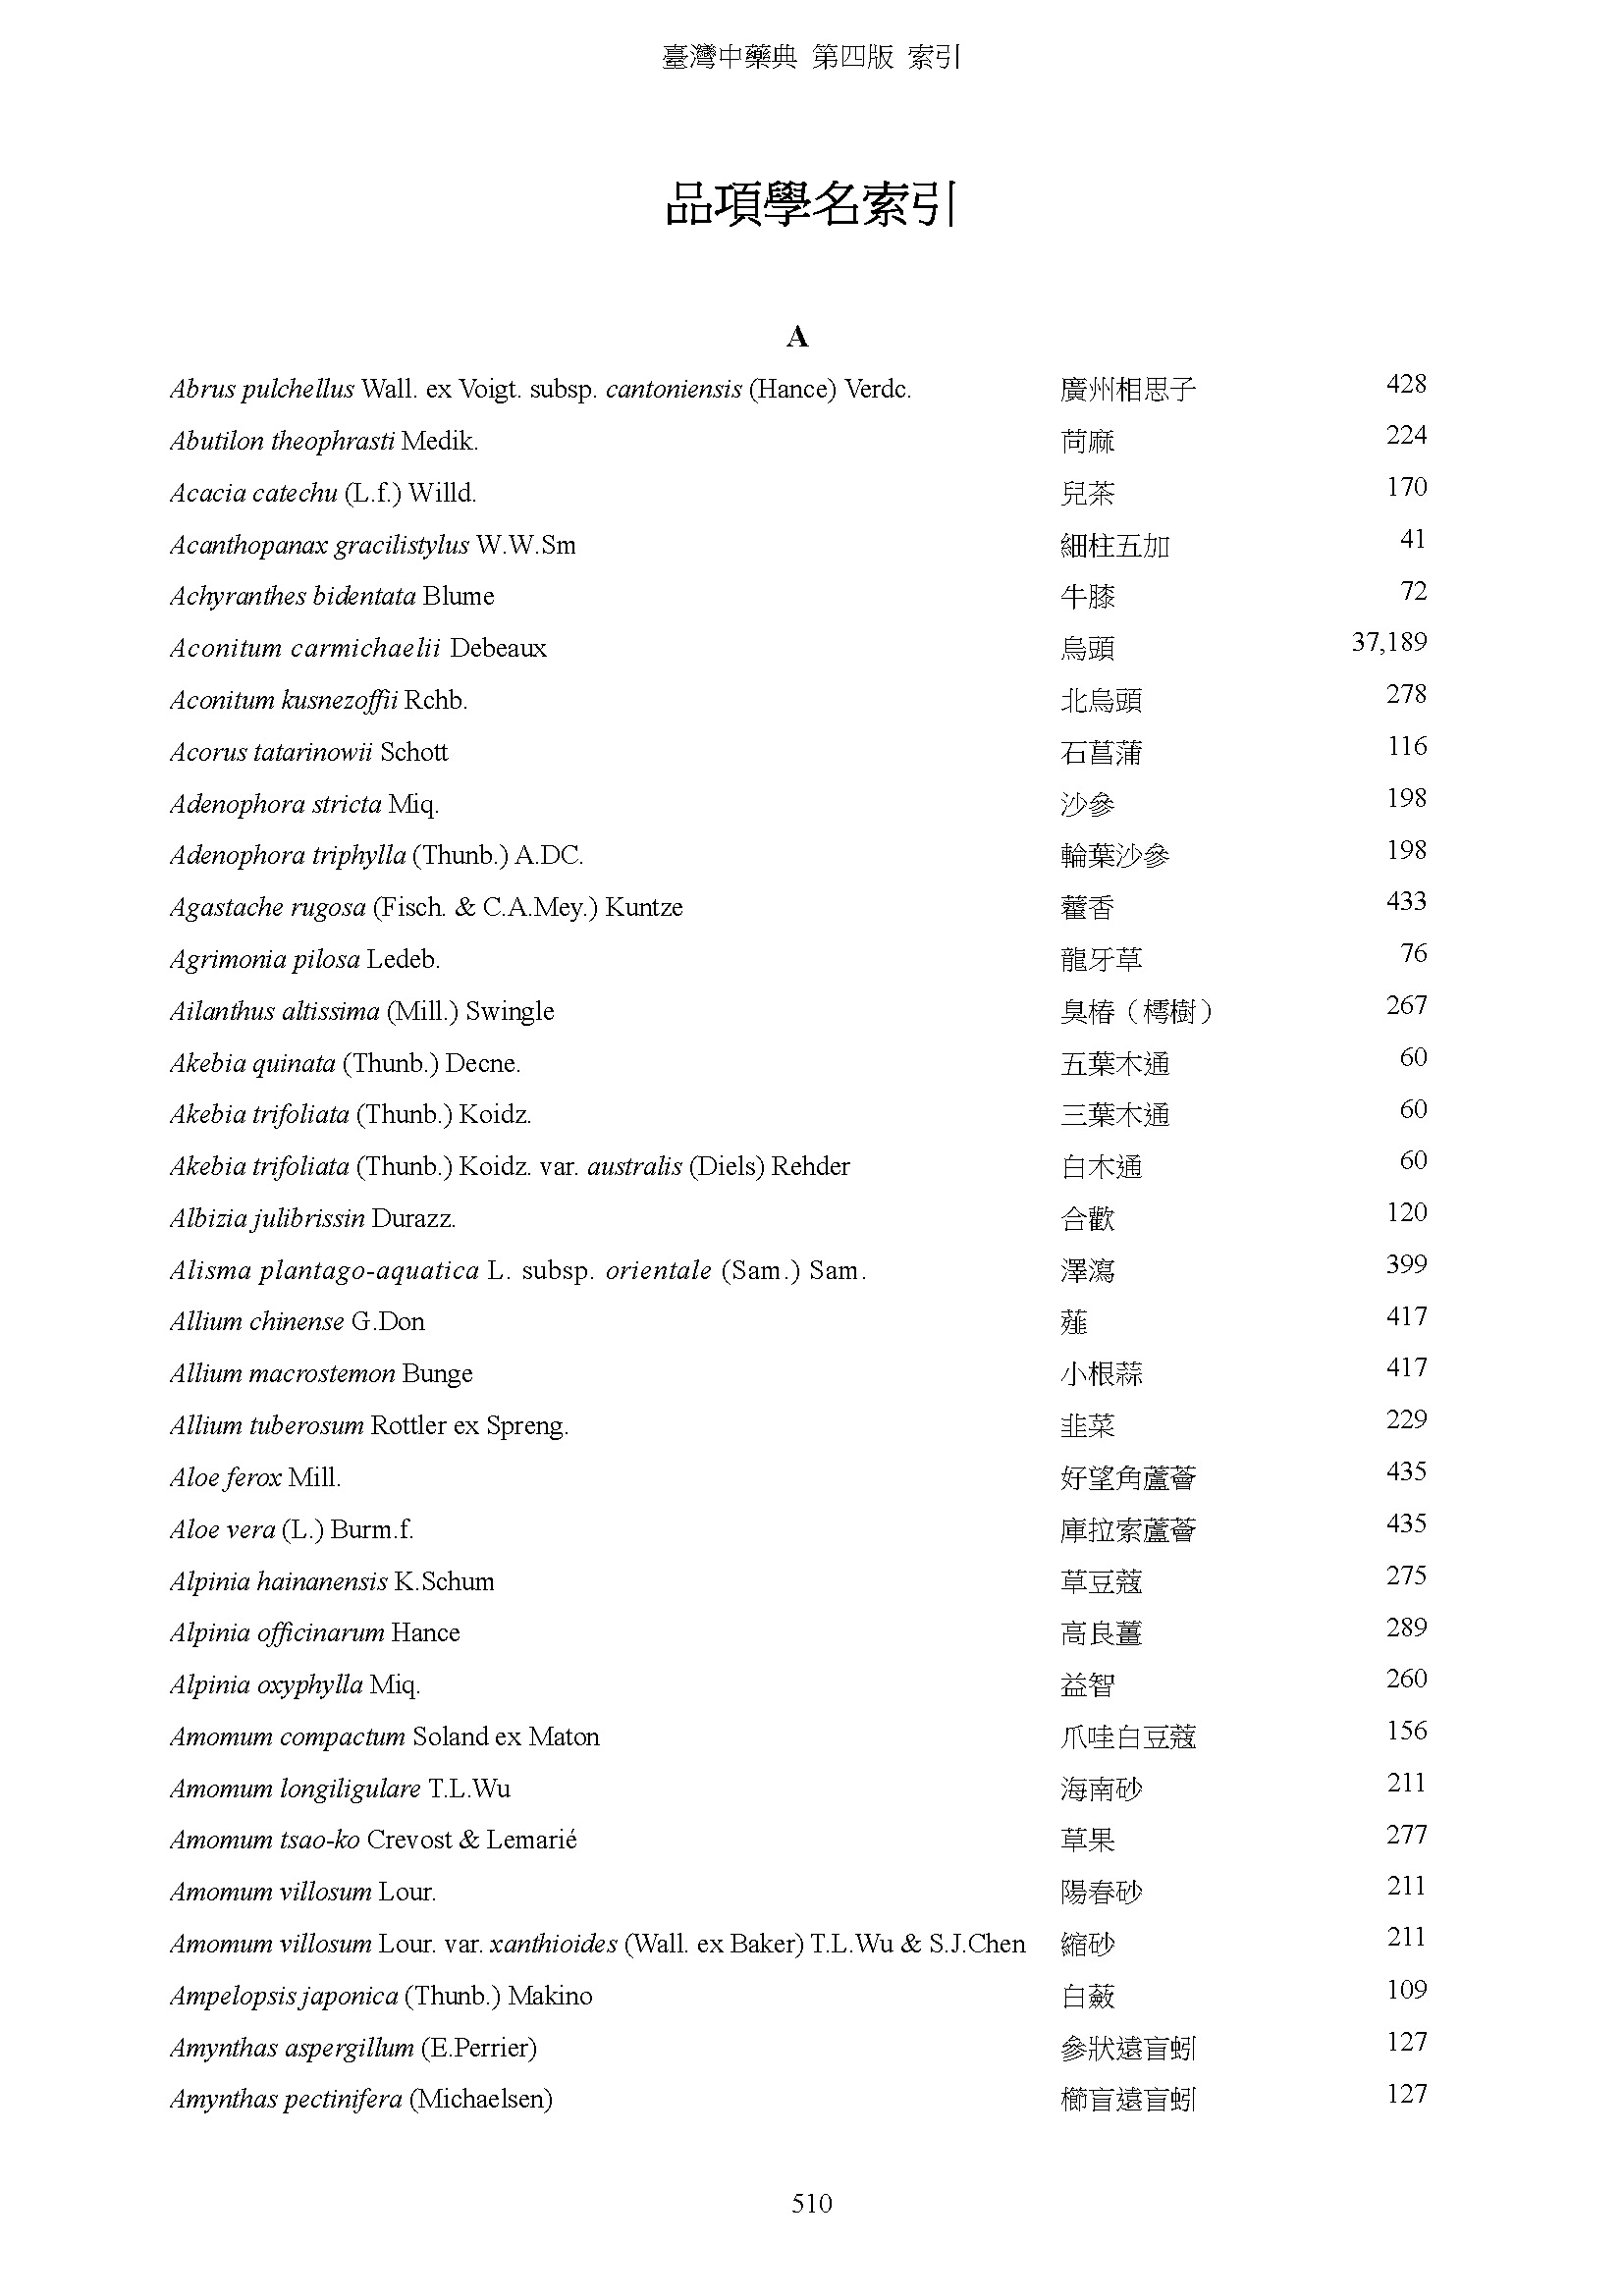 臺灣中藥典 第四版 索引
品項學名索引
A
Abrus pulchellus Wall. ex Voigt. subsp. cantoniensis (Hance) Verdc. 廣州相思子 428
Abutilon theophrasti Medik. 苘麻 224
Acacia catechu (L.f.) Willd. 兒茶 170
Acanthopanax gracilistylus W.W.Sm 細柱五加 41
Achyranthes bidentata Blume 牛膝 72
Aconitum carmichaelii Debeaux 烏頭 37,189
Aconitum kusnezoffii Rchb. 北烏頭 278
Acorus tatarinowii Schott 石菖蒲 116
Adenophora stricta Miq. 沙參 198
Adenophora triphylla (Thunb.) A.DC. 輪葉沙參 198
Agastache rugosa (Fisch. & C.A.Mey.) Kuntze 藿香 433
Agrimonia pilosa Ledeb. 龍牙草 76
Ailanthus altissima (Mill.) Swingle 臭椿（樗樹） 267
Akebia quinata (Thunb.) Decne. 五葉木通 60
Akebia trifoliata (Thunb.) Koidz. 三葉木通 60
Akebia trifoliata (Thunb.) Koidz. var. australis (Diels) Rehder 白木通 60
Albizia julibrissin Durazz. 合歡 120
Alisma plantago-aquatica L. subsp. orientale (Sam.) Sam. 澤瀉 399
Allium chinense G.Don 薤 417
Allium macrostemon Bunge 小根蒜 417
Allium tuberosum Rottler ex Spreng. 韭菜 229
Aloe ferox Mill. 好望角蘆薈 435
Aloe vera (L.) Burm.f. 庫拉索蘆薈 435
Alpinia hainanensis K.Schum 草豆蔻 275
Alpinia officinarum Hance 高良薑 289
Alpinia oxyphylla Miq. 益智 260
Amomum compactum Soland ex Maton 爪哇白豆蔻 156
Amomum longiligulare T.L.Wu 海南砂 211
Amomum tsao-ko Crevost & Lemarié 草果 277
Amomum villosum Lour. 陽春砂 211
Amomum villosum Lour. var. xanthioides (Wall. ex Baker) T.L.Wu & S.J.Chen 縮砂 211
Ampelopsis japonica (Thunb.) Makino 白蘞 109
Amynthas aspergillum (E.Perrier) 參狀遠盲蚓 127
Amynthas pectinifera (Michaelsen) 櫛盲遠盲蚓 127
510